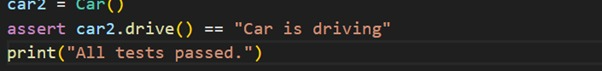 car2 = Car()
assert car2.drive() == "Car is driving"
print("All tests passed.")